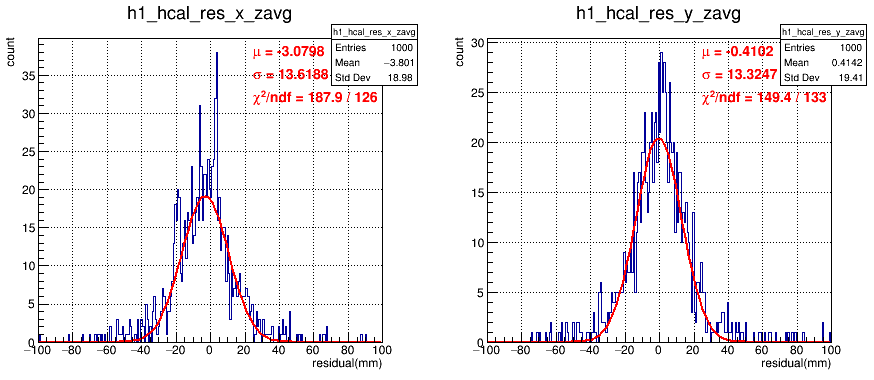 h1_hcal_res_x_zavg
h1_hcal_res_x_zavg
Entries 1000
Mean −3.801
Std Dev 18.98
μ = -3.0798
σ = 13.6188
χ²/ndf = 187.9 / 126
count
35
30
25
20
15
10
5
0
−100 −80 −60 −40 −20 0 20 40 60 80 100
residual(mm)
h1_hcal_res_y_zavg
h1_hcal_res_y_zavg
Entries 1000
Mean 0.4142
Std Dev 19.41
μ = -0.4102
σ = 13.3247
χ²/ndf = 149.4 / 133
count
30
25
20
15
10
5
0
−100 −80 −60 −40 −20 0 20 40 60 80 100
residual(mm)